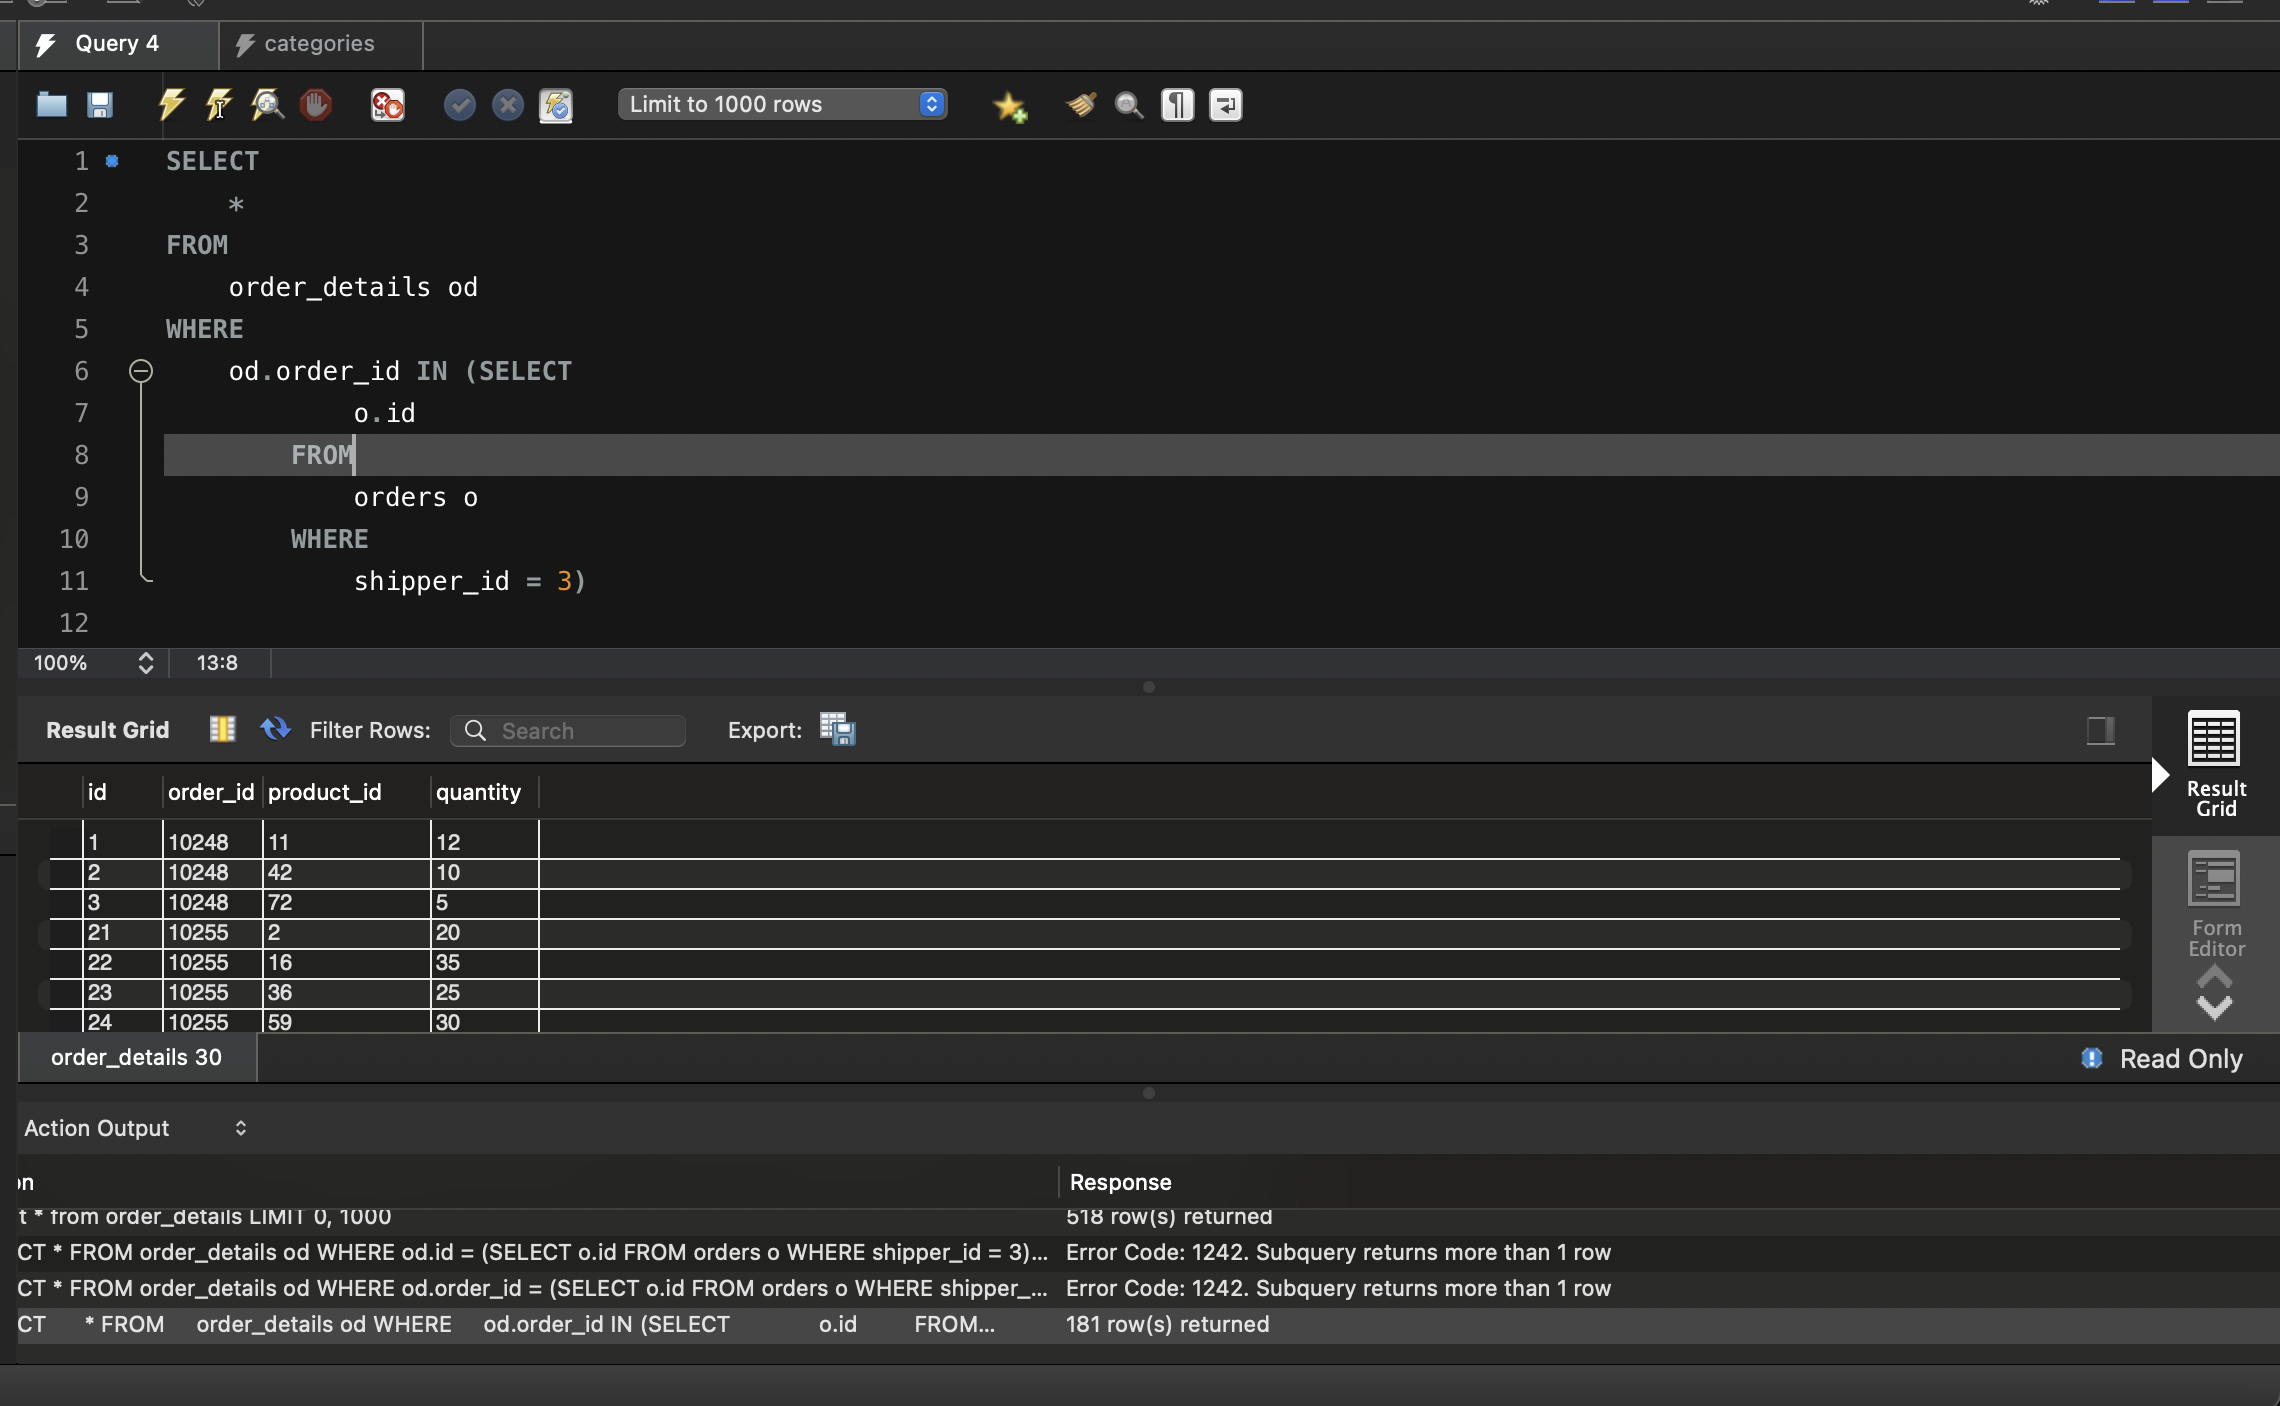 Query 4 categories
Limit to 1000 rows
1 SELECT
2 *
3 FROM
4 order_details od
5 WHERE
6 od.order_id IN (SELECT
7 o.id
8 FROM
9 orders o
10 WHERE
11 shipper_id = 3)
12
100% 13:8
Result Grid Filter Rows: Search Export:
Result
Grid
id order_id product_id quantity
1 10248 11 12
2 10248 42 10
3 10248 72 5
21 10255 2 20
22 10255 16 35
23 10255 36 25
24 10255 59 30
Form
Editor
order_details 30 Read Only
Action Output
on Response
t * from order_details LIMIT 0, 1000 518 row(s) returned
CT * FROM order_details od WHERE od.id = (SELECT o.id FROM orders o WHERE shipper_id = 3)... Error Code: 1242. Subquery returns more than 1 row
CT * FROM order_details od WHERE od.order_id = (SELECT o.id FROM orders o WHERE shipper_... Error Code: 1242. Subquery returns more than 1 row
CT * FROM order_details od WHERE od.order_id IN (SELECT o.id FROM... 181 row(s) returned